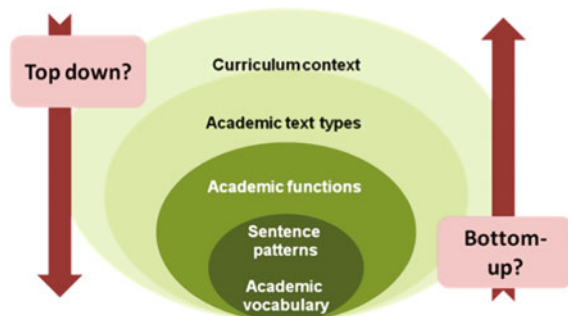 Top down?
Curriculum context
Academic text types
Academic functions
Sentence
patterns
Academic
vocabulary
Bottom-
up?